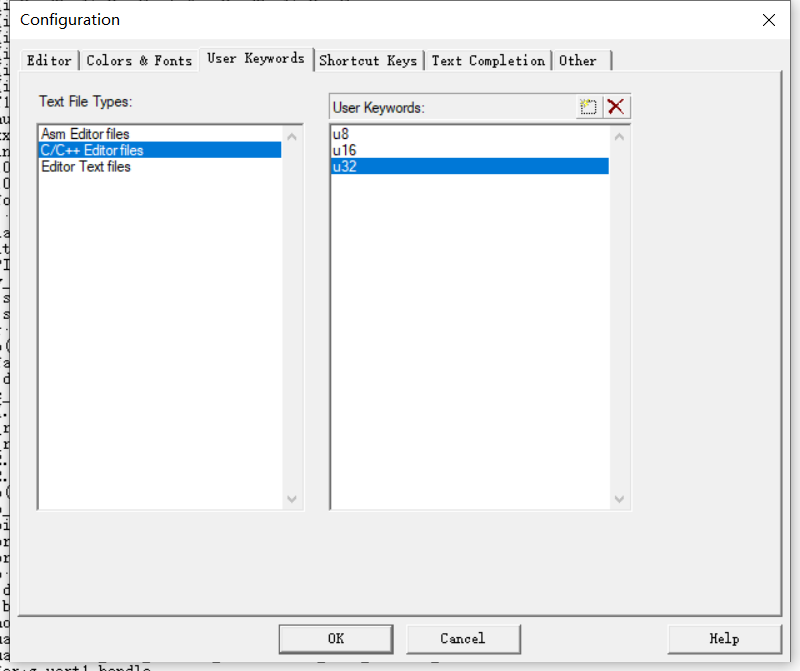 Configuration
Editor
Colors & Fonts
User Keywords
Shortcut Keys
Text Completion
Other
Text File Types:
User Keywords:
Asm Editor files
C/C++ Editor files
Editor Text files
u8
u16
u32
OK
Cancel
Help